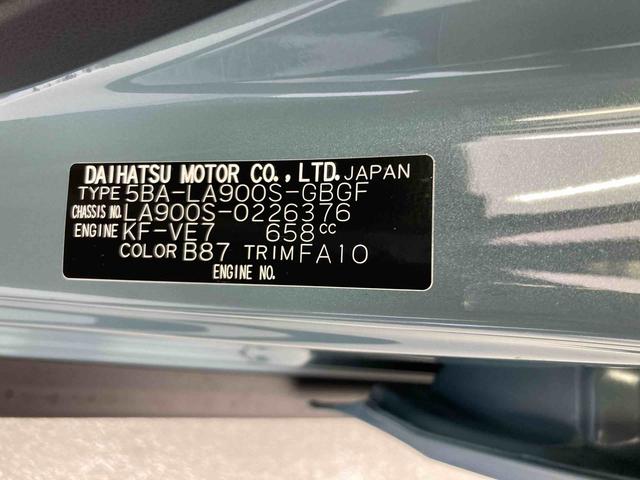 DAIHATSU MOTOR CO., LTD. JAPAN
TYPE 5BA-LA900S-GBGF
CHASSIS NO. LA900S-0226376
ENGINE KF-VE7 658cc
COLOR B87 TRIM FA10
ENGINE NO.